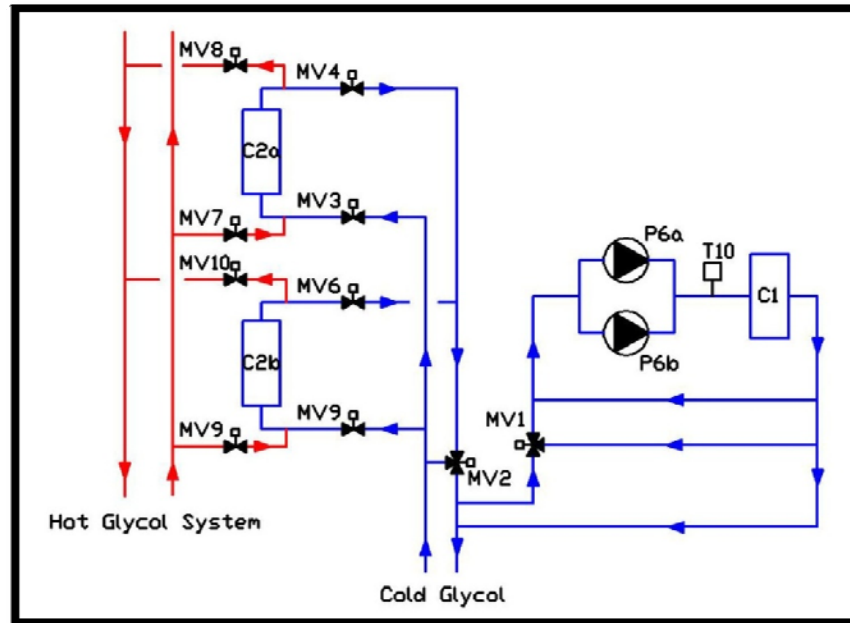 MV8
MV4
C2a
MV7
MV3
MV10
MV6
C2b
MV9
MV9
P6a
T10
C1
P6b
MV1
MV2
Hot Glycol System
Cold Glycol